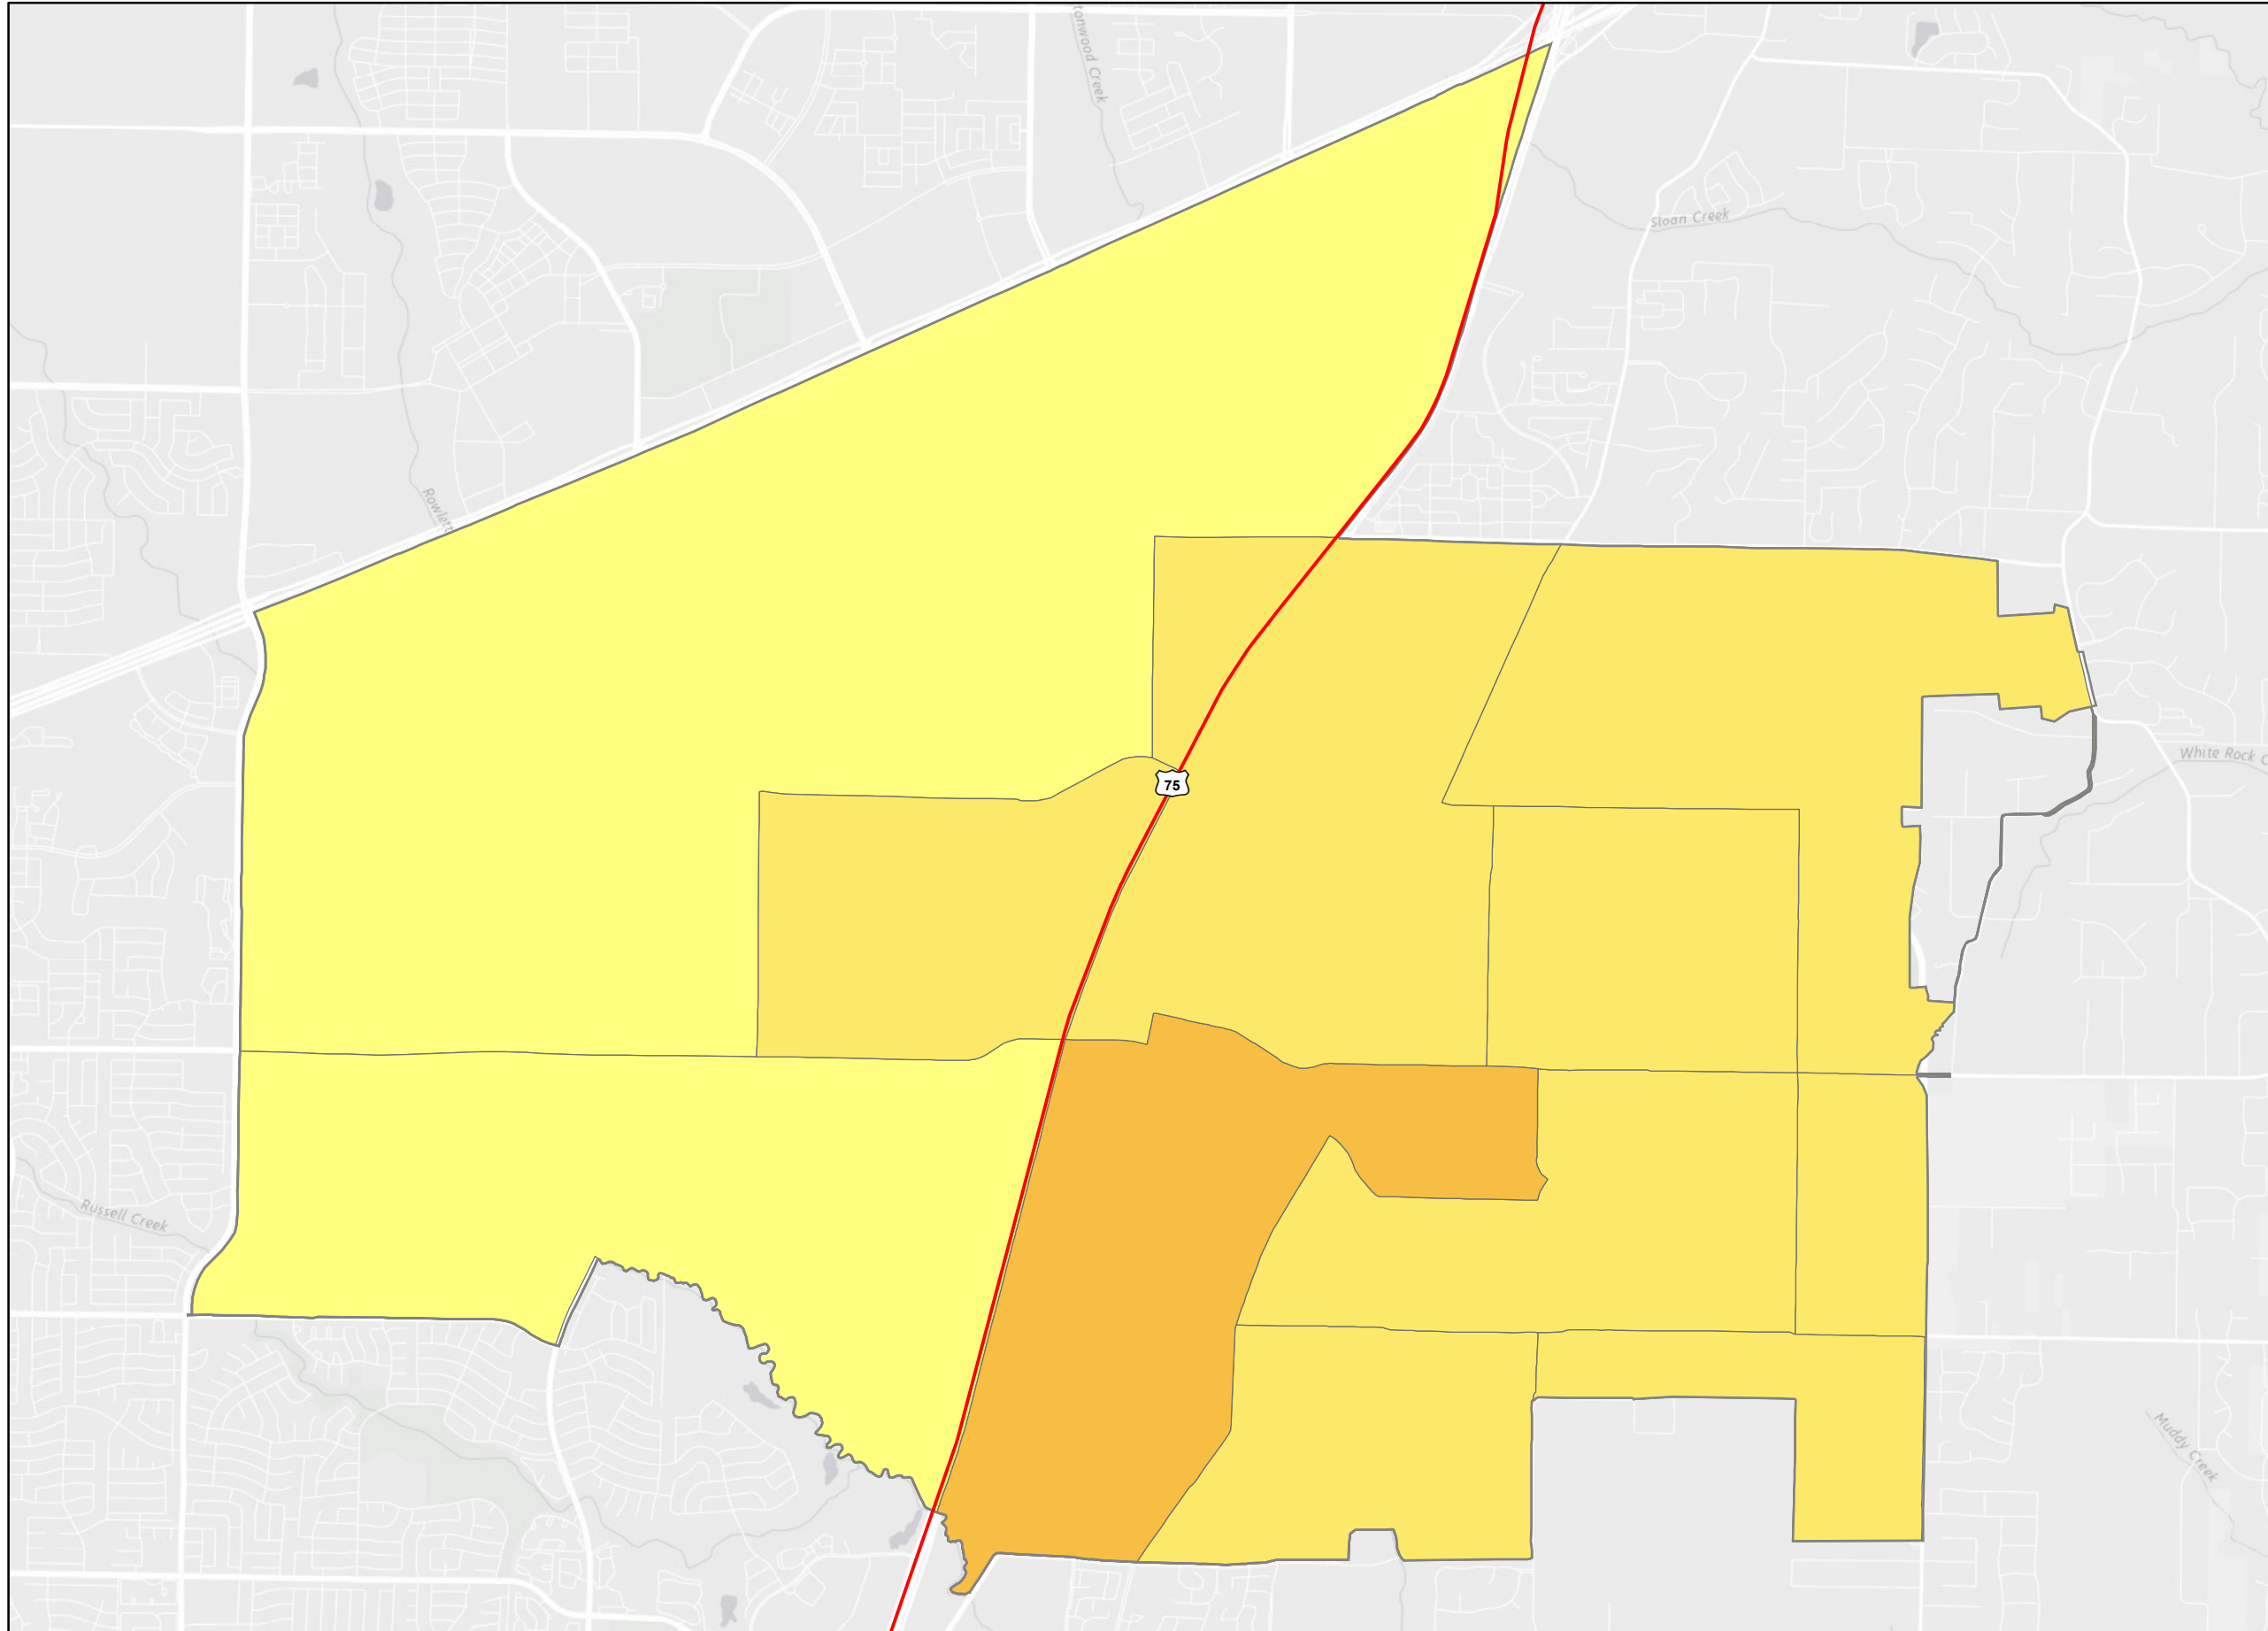 tonwood Creek
Sloan Creek
Rowlett
White Rock C
75
Russell Creek
Muddy Creek